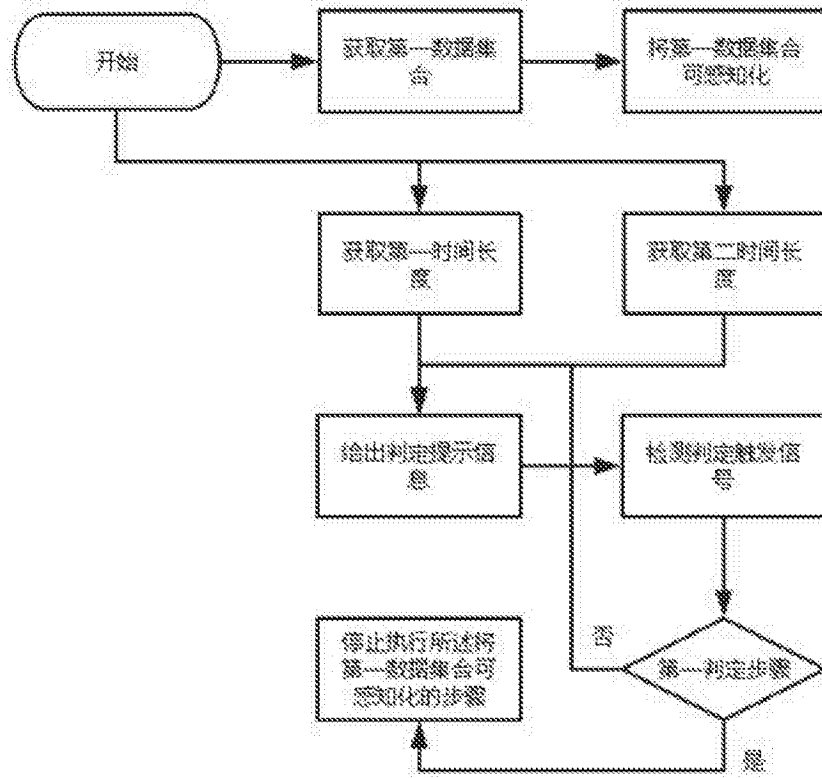 开始
获取第一数据集
合
将第一数据集合
可感知化
获取第一时间长
度
获取第二时间长
度
给出判定提示信
息
检测判定触发信
号
否
停止执行所述将
第一数据集合可
感知化的步骤
第一判定步骤
是